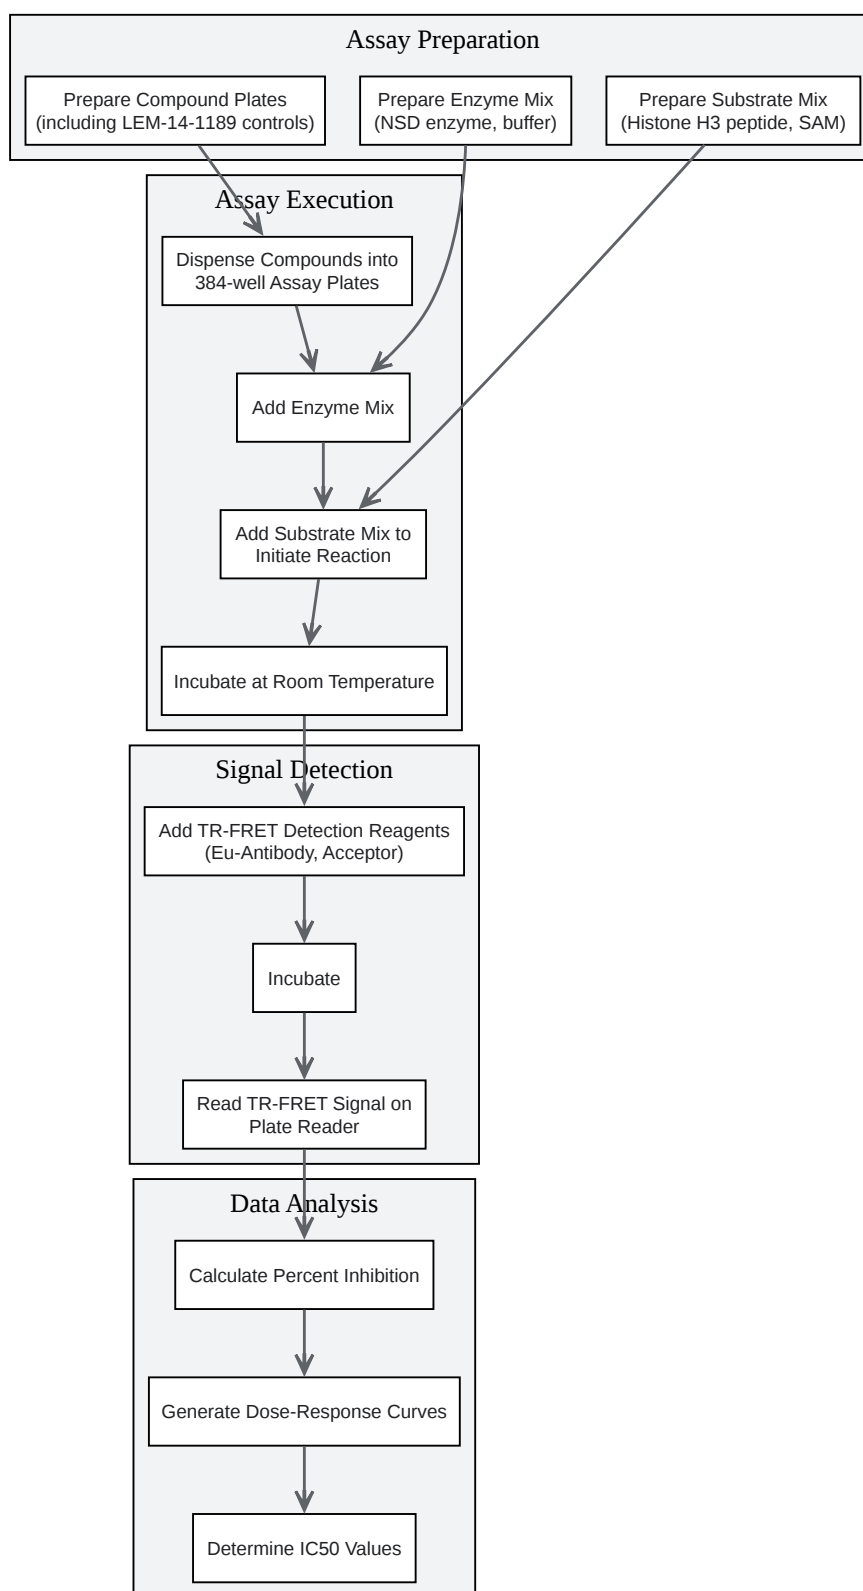 Assay Preparation
Prepare Compound Plates
(including LEM-14-1189 controls)
Prepare Enzyme Mix
(NSD enzyme, buffer)
Prepare Substrate Mix
(Histone H3 peptide, SAM)
Assay Execution
Dispense Compounds into
384-well Assay Plates
Add Enzyme Mix
Add Substrate Mix to
Initiate Reaction
Incubate at Room Temperature
Signal Detection
Add TR-FRET Detection Reagents
(Eu-Antibody, Acceptor)
Incubate
Read TR-FRET Signal on
Plate Reader
Data Analysis
Calculate Percent Inhibition
Generate Dose-Response Curves
Determine IC50 Values